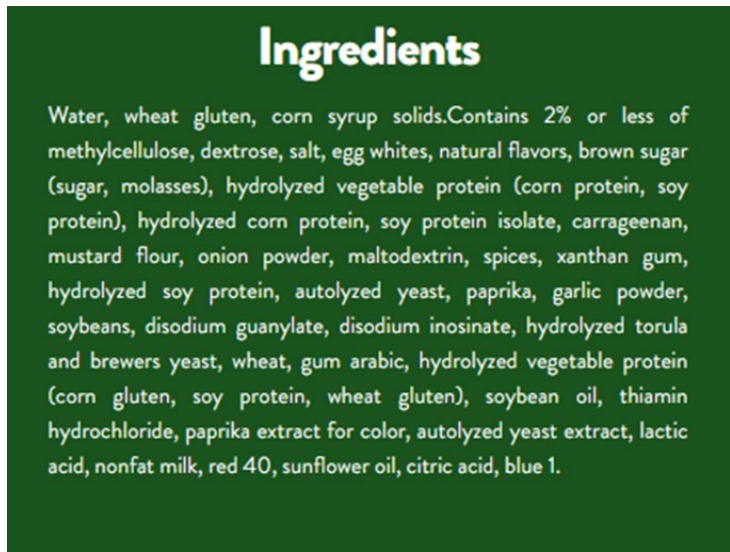 Ingredients
Water, wheat gluten, corn syrup solids.Contains 2% or less of
methylcellulose, dextrose, salt, egg whites, natural flavors, brown sugar
(sugar, molasses), hydrolyzed vegetable protein (corn protein, soy
protein), hydrolyzed corn protein, soy protein isolate, carrageenan,
mustard flour, onion powder, maltodextrin, spices, xanthan gum,
hydrolyzed soy protein, autolyzed yeast, paprika, garlic powder,
soybeans, disodium guanylate, disodium inosinate, hydrolyzed torula
and brewers yeast, wheat, gum arabic, hydrolyzed vegetable protein
(corn gluten, soy protein, wheat gluten), soybean oil, thiamin
hydrochloride, paprika extract for color, autolyzed yeast extract, lactic
acid, nonfat milk, red 40, sunflower oil, citric acid, blue 1.